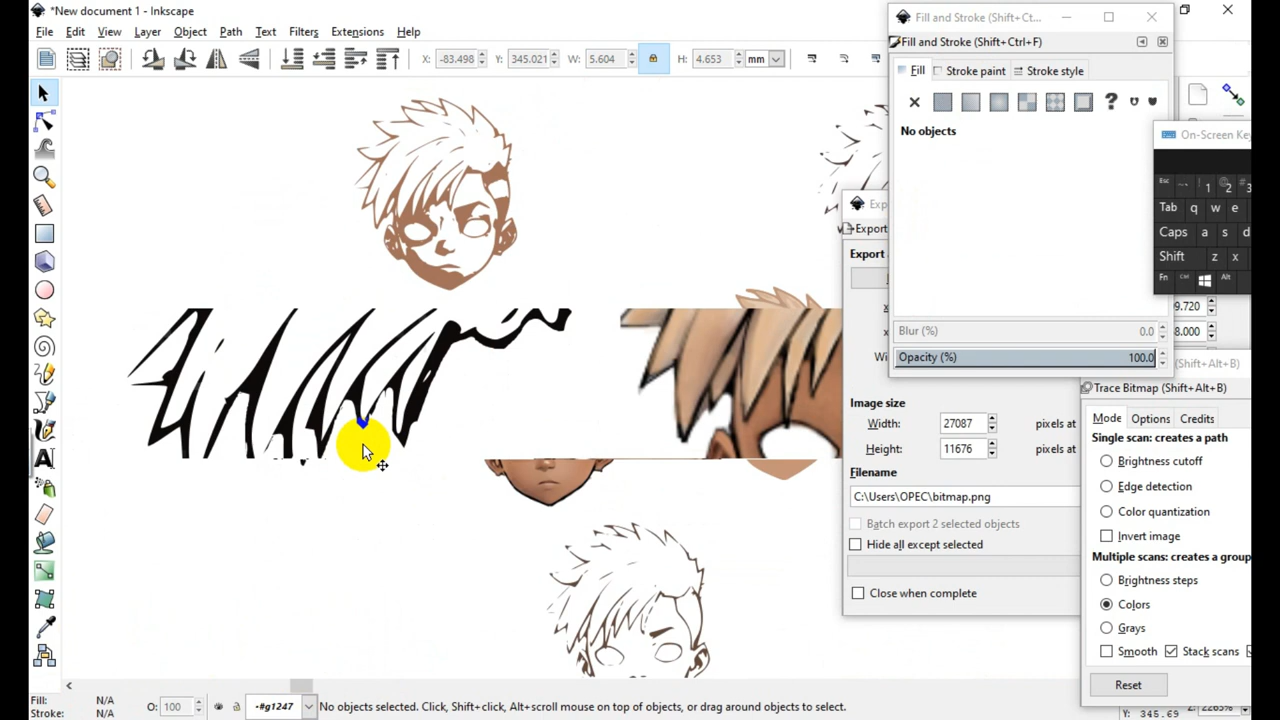 *New document 1 - Inkscape
File Edit View Layer Object Path Text Filters Extensions Help
X: -83.498 Y: 345.021 W: 5.604 H: 4.653 mm
Fill and Stroke (Shift+Ct...
Fill and Stroke (Shift+Ctrl+F)
Fill Stroke paint Stroke style
No objects
Blur (%) 0.0
Opacity (%) 100.0
On-Screen Key
Esc 1 2 3
Tab q w e
Caps a s d
Shift z x
Fn Ctrl Alt
9.720
8.000
Exp
Export
Export a
x
x
Wi
Image size
Width: 27087 pixels at
Height: 11676 pixels at
Filename
C:\Users\OPEC\bitmap.png
Batch export 2 selected objects
Hide all except selected
Close when complete
(Shift+Alt+B)
Trace Bitmap (Shift+Alt+B)
Mode Options Credits
Single scan: creates a path
Brightness cutoff
Edge detection
Color quantization
Invert image
Multiple scans: creates a group
Brightness steps
Colors
Grays
Smooth Stack scans
Reset
Fill: N/A
Stroke: N/A
O: 100
-#g1247
No objects selected. Click, Shift+click, Alt+scroll mouse on top of objects, or drag around objects to select.
Y: 345.69 Z: 2263%